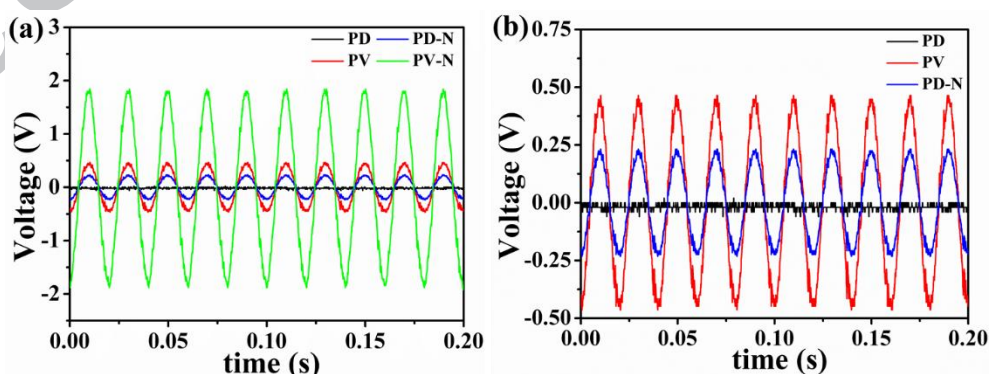 (a)
PD PD-N
PV PV-N
Voltage (V)
3
2
1
0
-1
-2
0.00 0.05 0.10 0.15 0.20
time (s)
(b)
PD
PV
PD-N
Voltage (V)
0.75
0.50
0.25
0.00
-0.25
-0.50
0.00 0.05 0.10 0.15 0.20
time (s)